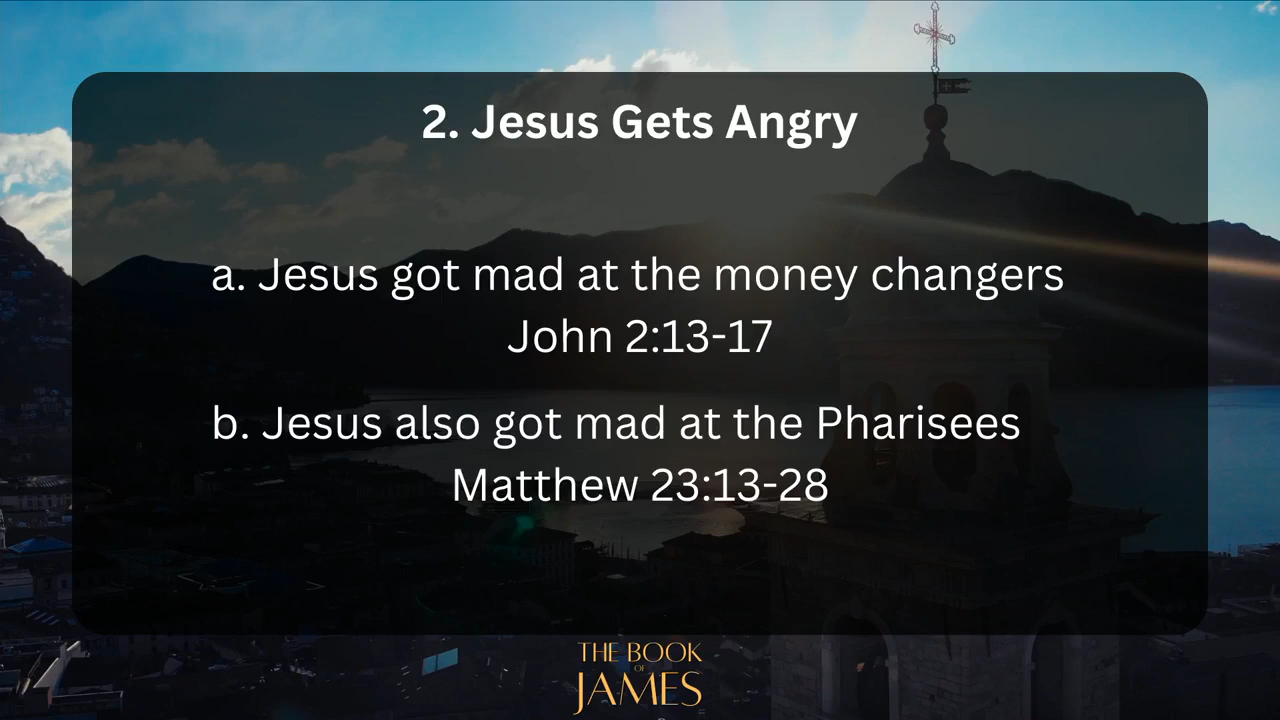 2. Jesus Gets Angry
a. Jesus got mad at the money changers
John 2:13-17
b. Jesus also got mad at the Pharisees
Matthew 23:13-28
THE BOOK
OF
JAMES